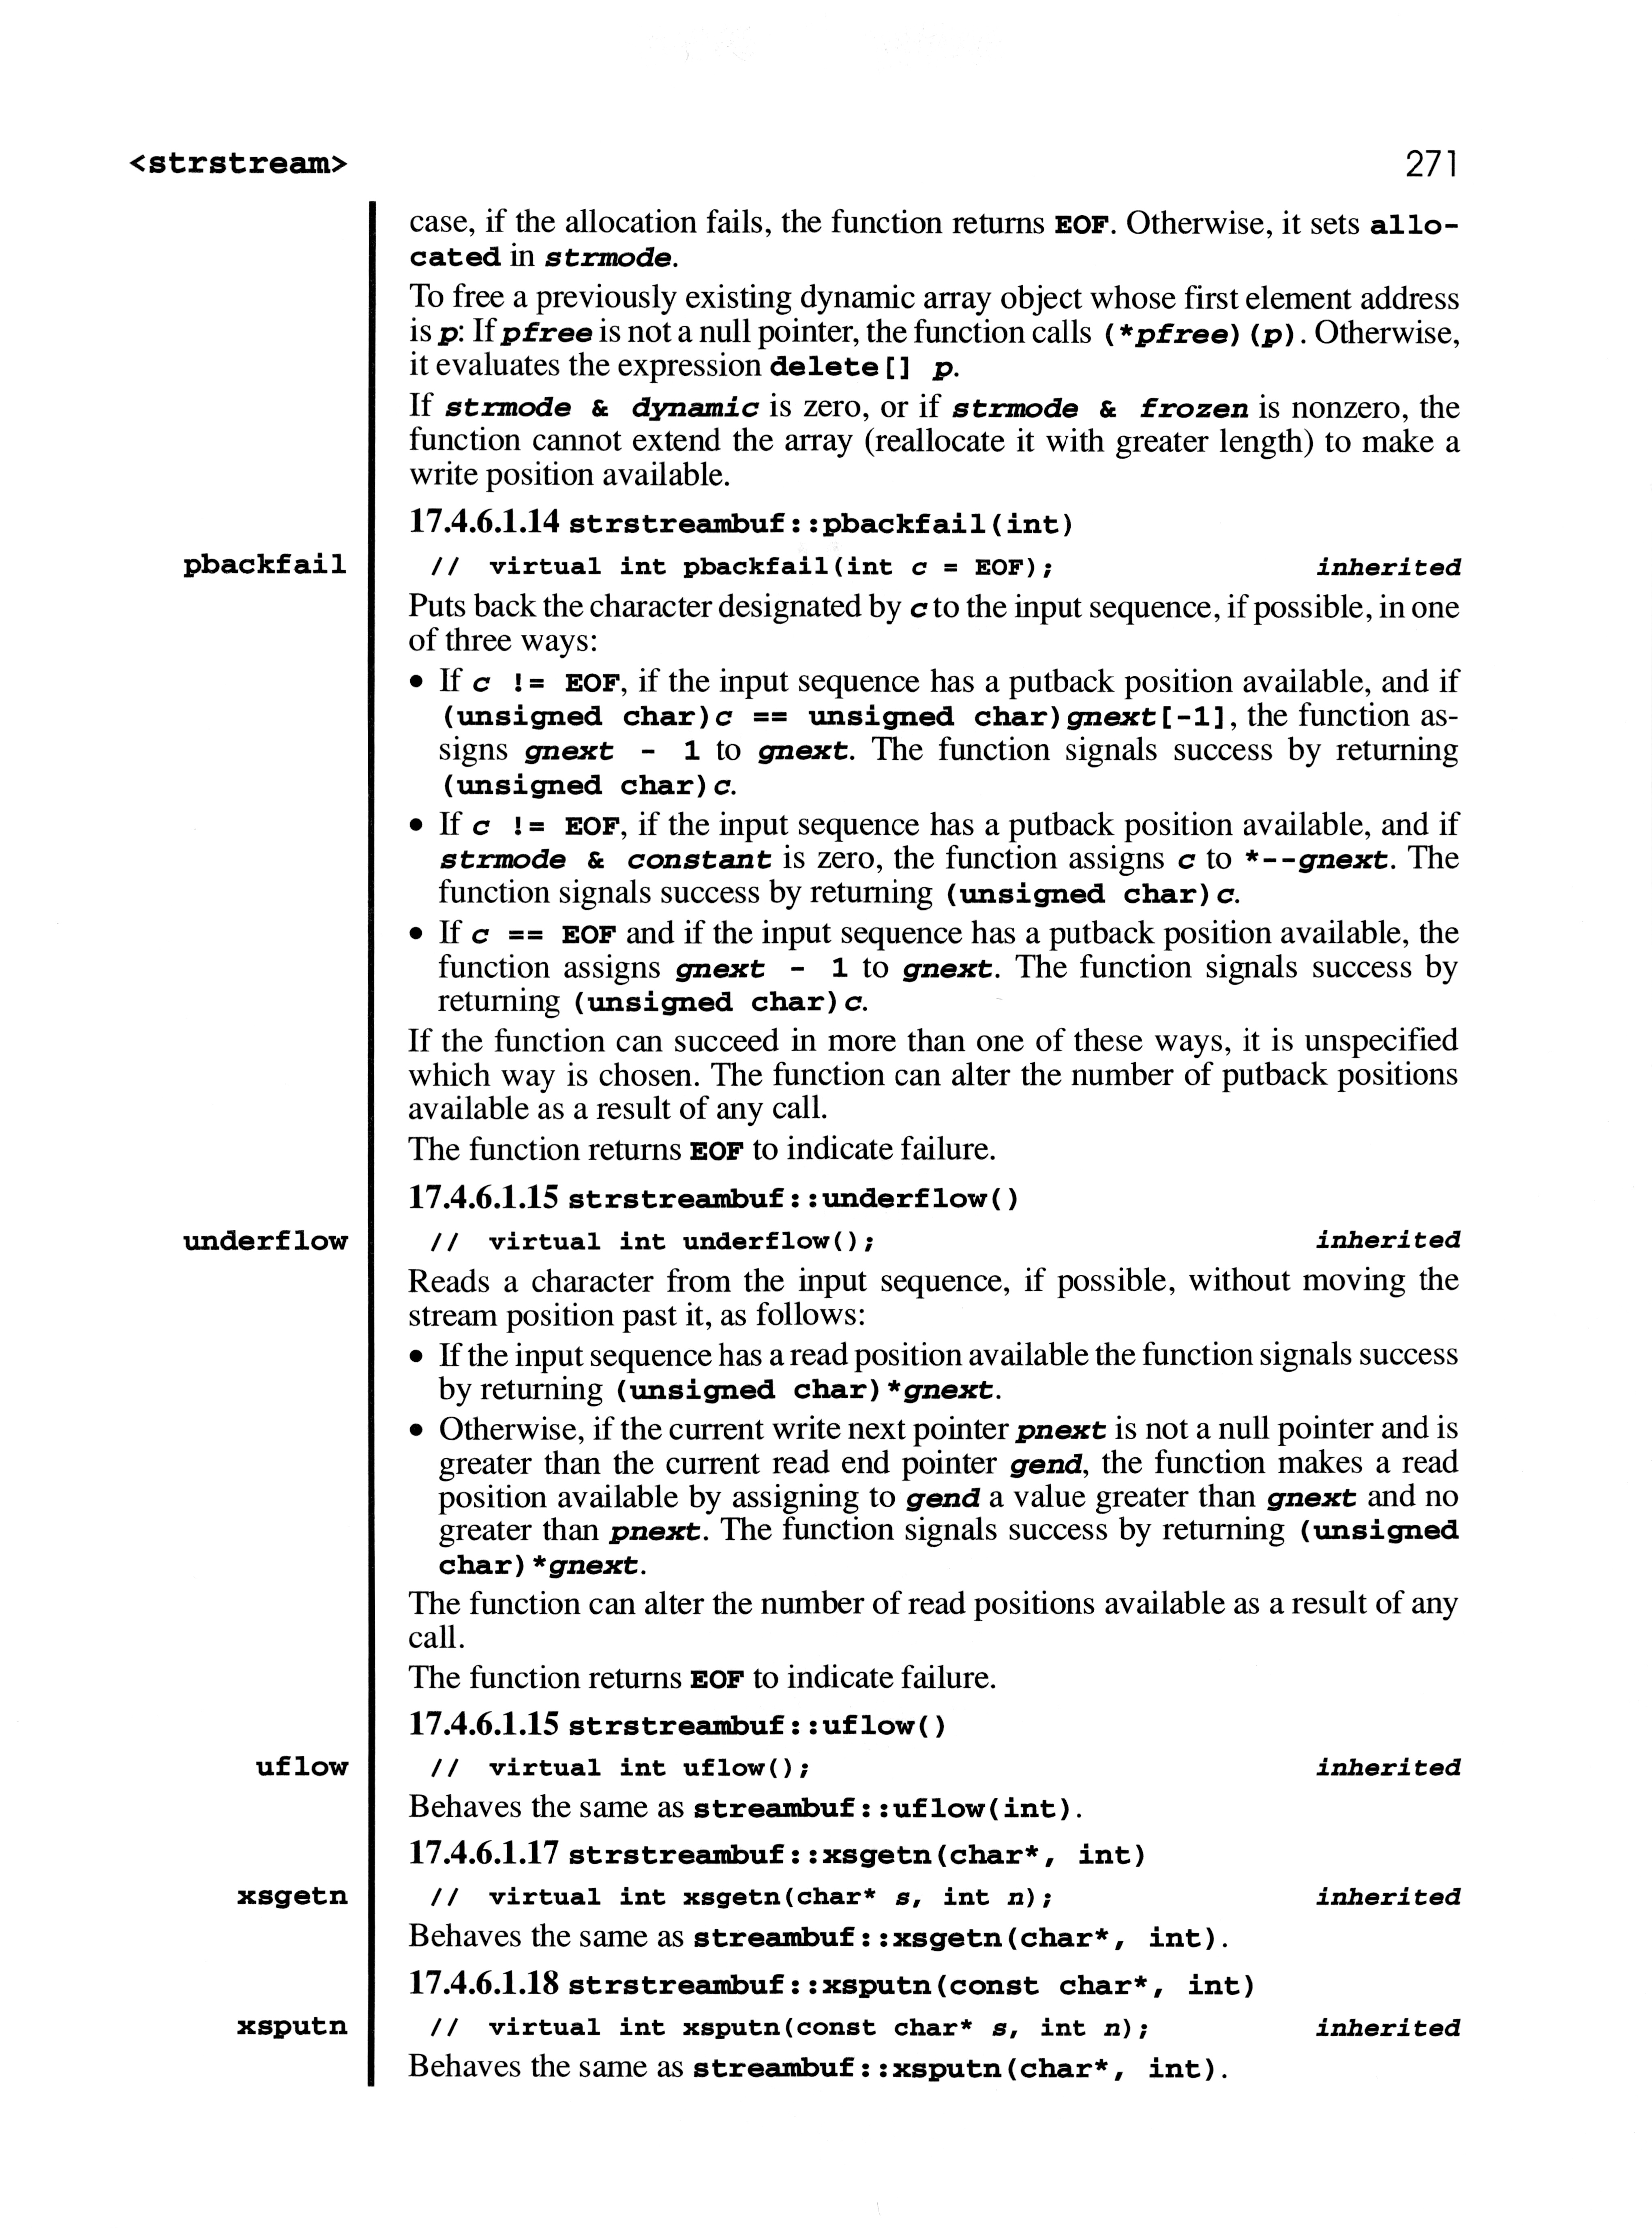 <strstream> 271
case, if the allocation fails, the function returns EOF. Otherwise, it sets allo-
cated in strmode.
To free a previously existing dynamic array object whose first element address
is p: If pfree is not a null pointer, the function calls (*pfree)(p). Otherwise,
it evaluates the expression delete[] p.
If strmode & dynamic is zero, or if strmode & frozen is nonzero, the
function cannot extend the array (reallocate it with greater length) to make a
write position available.
17.4.6.1.14 strstreambuf::pbackfail(int)
pbackfail // virtual int pbackfail(int c = EOF); inherited
Puts back the character designated by c to the input sequence, if possible, in one
of three ways:
• If c != EOF, if the input sequence has a putback position available, and if
(unsigned char)c == unsigned char)gnext[-1], the function as-
signs gnext - 1 to gnext. The function signals success by returning
(unsigned char)c.
• If c != EOF, if the input sequence has a putback position available, and if
strmode & constant is zero, the function assigns c to *--gnext. The
function signals success by returning (unsigned char)c.
• If c == EOF and if the input sequence has a putback position available, the
function assigns gnext - 1 to gnext. The function signals success by
returning (unsigned char)c.
If the function can succeed in more than one of these ways, it is unspecified
which way is chosen. The function can alter the number of putback positions
available as a result of any call.
The function returns EOF to indicate failure.
17.4.6.1.15 strstreambuf::underflow()
underflow // virtual int underflow(); inherited
Reads a character from the input sequence, if possible, without moving the
stream position past it, as follows:
• If the input sequence has a read position available the function signals success
by returning (unsigned char)*gnext.
• Otherwise, if the current write next pointer pnext is not a null pointer and is
greater than the current read end pointer gend, the function makes a read
position available by assigning to gend a value greater than gnext and no
greater than pnext. The function signals success by returning (unsigned
char)*gnext.
The function can alter the number of read positions available as a result of any
call.
The function returns EOF to indicate failure.
17.4.6.1.15 strstreambuf::uflow()
uflow // virtual int uflow(); inherited
Behaves the same as streambuf::uflow(int).
17.4.6.1.17 strstreambuf::xsgetn(char*, int)
xsgetn // virtual int xsgetn(char* s, int n); inherited
Behaves the same as streambuf::xsgetn(char*, int).
17.4.6.1.18 strstreambuf::xsputn(const char*, int)
xsputn // virtual int xsputn(const char* s, int n); inherited
Behaves the same as streambuf::xsputn(char*, int).